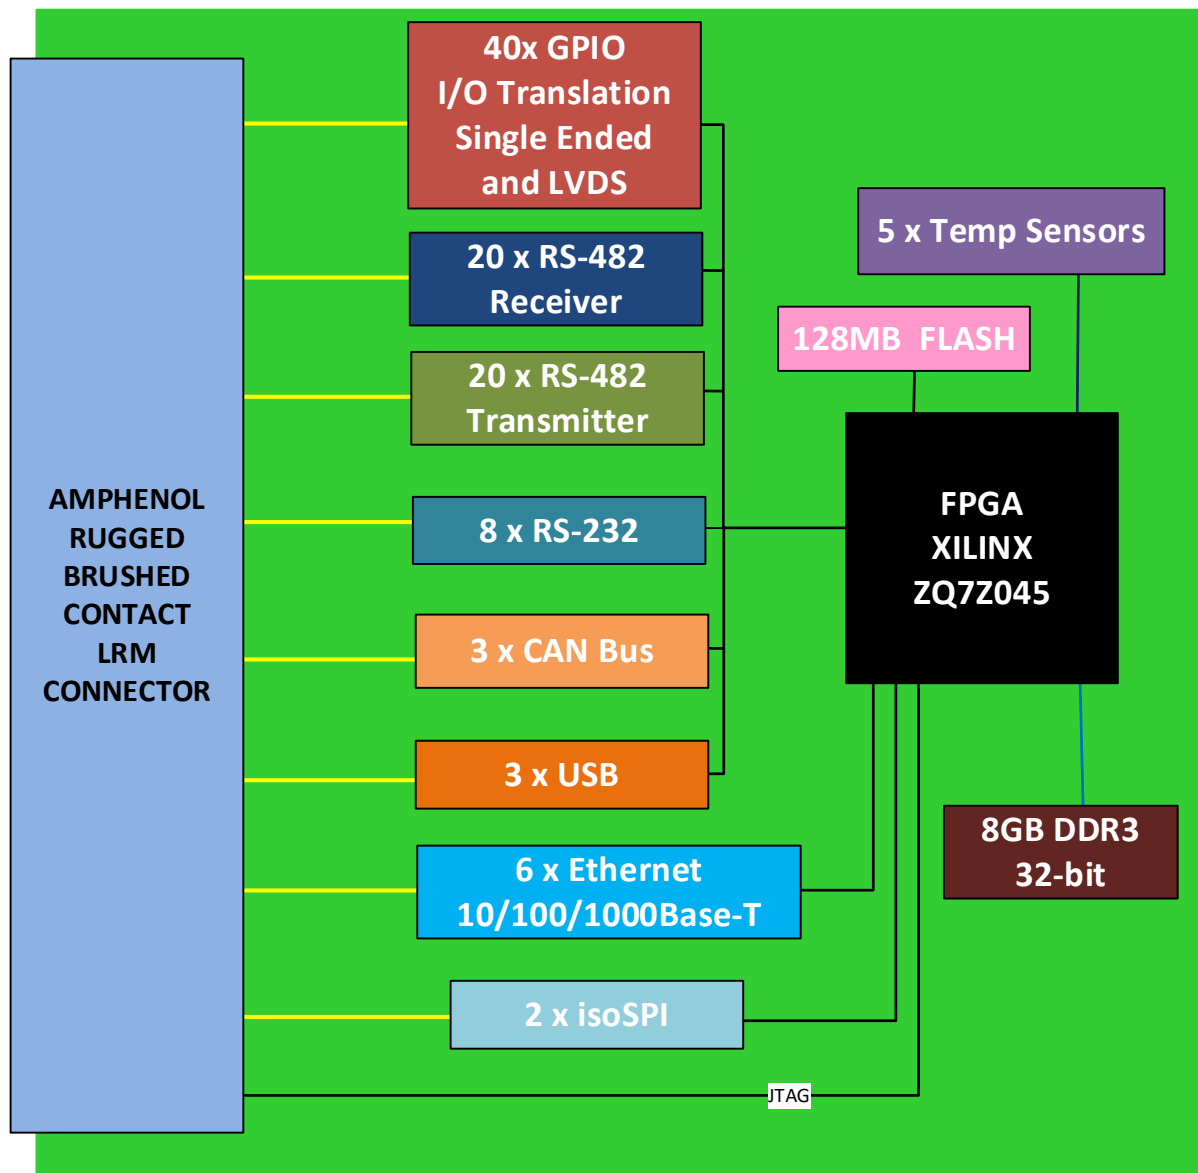 40x GPIO
I/O Translation
Single Ended
and LVDS
20 x RS-482
Receiver
20 x RS-482
Transmitter
8 x RS-232
3 x CAN Bus
3 x USB
6 x Ethernet
10/100/1000Base-T
2 x isoSPI
JTAG
AMPHENOL
RUGGED
BRUSHED
CONTACT
LRM
CONNECTOR
5 x Temp Sensors
128MB FLASH
FPGA
XILINX
ZQ7Z045
8GB DDR3
32-bit